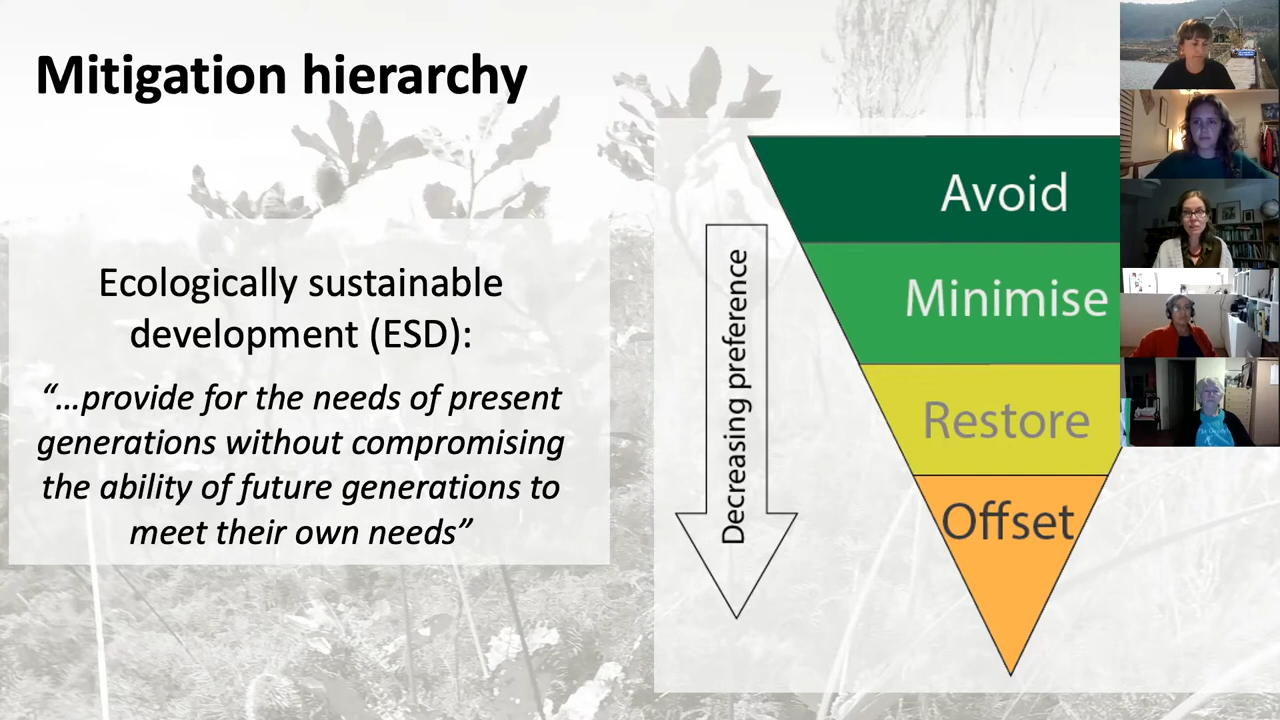 Mitigation hierarchy
Ecologically sustainable
development (ESD):
“…provide for the needs of present
generations without compromising
the ability of future generations to
meet their own needs”
Decreasing preference
Avoid
Minimise
Restore
Offset